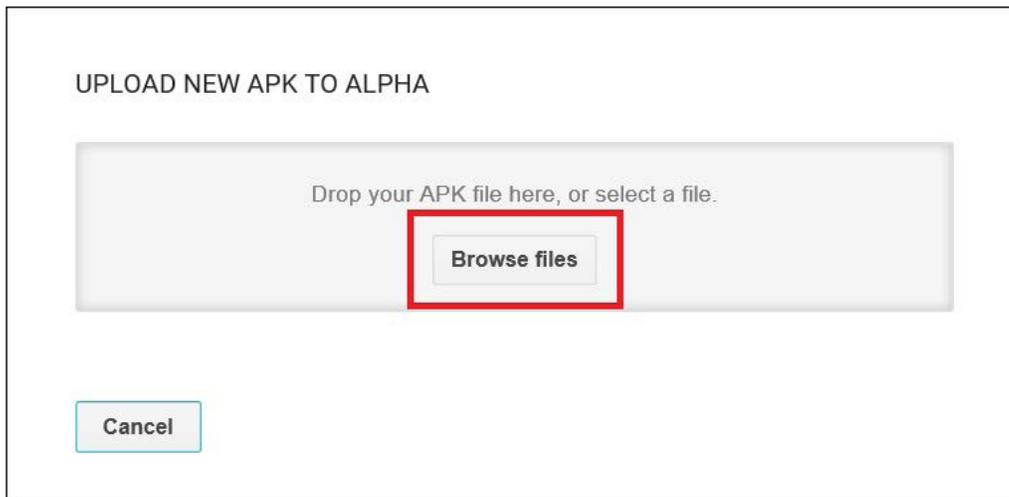 UPLOAD NEW APK TO ALPHA
Drop your APK file here, or select a file.
Browse files
Cancel